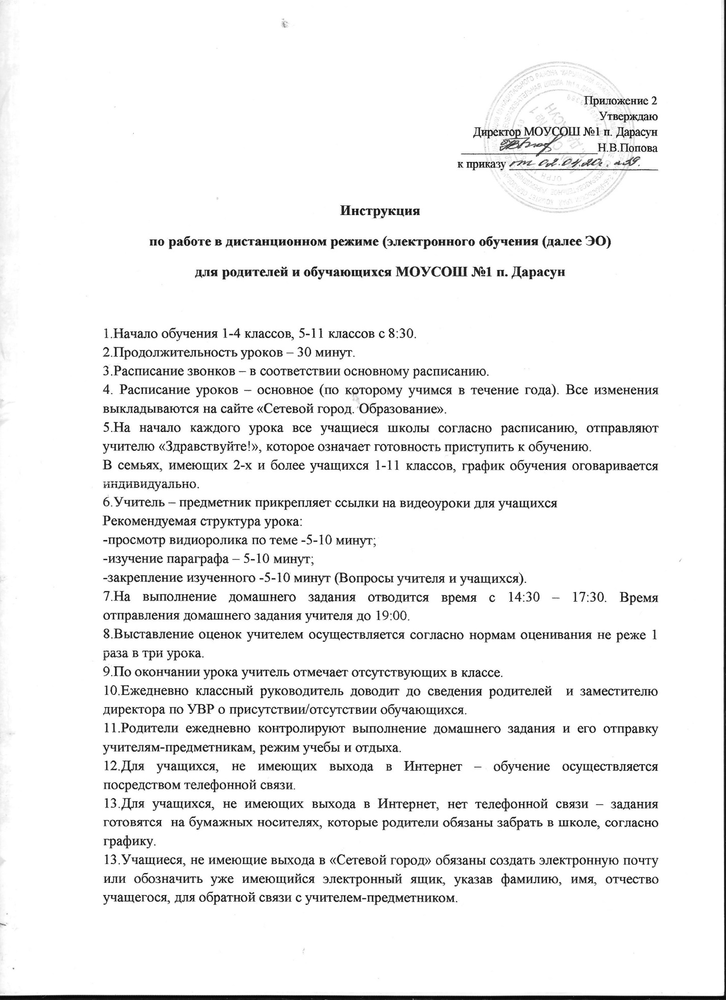 Приложение 2
Утверждаю
Директор МОУСОШ №1 п. Дарасун
Н.В.Попова
к приказу от 02.04.20г. №39.
Инструкция
по работе в дистанционном режиме (электронного обучения (далее ЭО)
для родителей и обучающихся МОУСОШ №1 п. Дарасун
1.Начало обучения 1-4 классов, 5-11 классов с 8:30.
2.Продолжительность уроков – 30 минут.
3.Расписание звонков – в соответствии основному расписанию.
4. Расписание уроков – основное (по которому учимся в течение года). Все изменения
выкладываются на сайте «Сетевой город. Образование».
5.На начало каждого урока все учащиеся школы согласно расписанию, отправляют
учителю «Здравствуйте!», которое означает готовность приступить к обучению.
В семьях, имеющих 2-х и более учащихся 1-11 классов, график обучения оговаривается
индивидуально.
6.Учитель – предметник прикрепляет ссылки на видеоуроки для учащихся
Рекомендуемая структура урока:
-просмотр видиоролика по теме -5-10 минут;
-изучение параграфа – 5-10 минут;
-закрепление изученного -5-10 минут (Вопросы учителя и учащихся).
7.На выполнение домашнего задания отводится время с 14:30 – 17:30. Время
отправления домашнего задания учителя до 19:00.
8.Выставление оценок учителем осуществляется согласно нормам оценивания не реже 1
раза в три урока.
9.По окончании урока учитель отмечает отсутствующих в классе.
10.Ежедневно классный руководитель доводит до сведения родителей и заместителю
директора по УВР о присутствии/отсутствии обучающихся.
11.Родители ежедневно контролируют выполнение домашнего задания и его отправку
учителям-предметникам, режим учебы и отдыха.
12.Для учащихся, не имеющих выхода в Интернет – обучение осуществляется
посредством телефонной связи.
13.Для учащихся, не имеющих выхода в Интернет, нет телефонной связи – задания
готовятся на бумажных носителях, которые родители обязаны забрать в школе, согласно
графику.
13.Учащиеся, не имеющие выхода в «Сетевой город» обязаны создать электронную почту
или обозначить уже имеющийся электронный ящик, указав фамилию, имя, отчество
учащегося, для обратной связи с учителем-предметником.